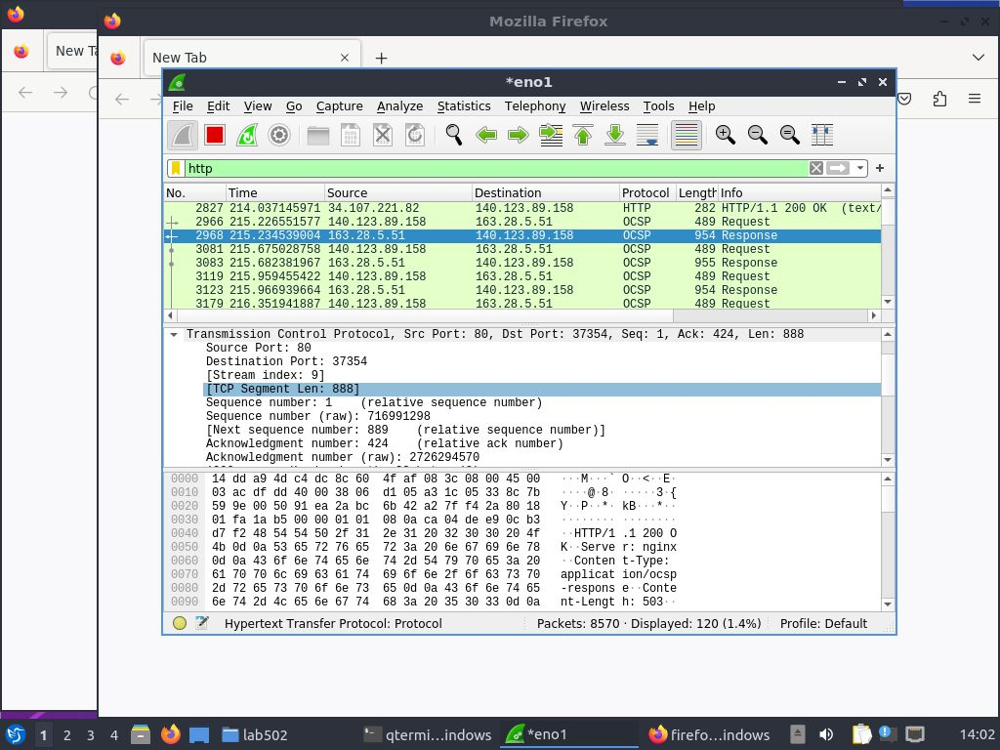 Mozilla Firefox
New Ta
New Tab
*eno1
File Edit View Go Capture Analyze Statistics Telephony Wireless Tools Help
http
No. Time Source Destination Protocol Length Info
2827 214.037145971 34.107.221.82 140.123.89.158 HTTP 282 HTTP/1.1 200 OK (text/
2966 215.226551577 140.123.89.158 163.28.5.51 OCSP 489 Request
2968 215.234539004 163.28.5.51 140.123.89.158 OCSP 954 Response
3081 215.675028758 140.123.89.158 163.28.5.51 OCSP 489 Request
3083 215.682381967 163.28.5.51 140.123.89.158 OCSP 955 Response
3119 215.959455422 140.123.89.158 163.28.5.51 OCSP 489 Request
3123 215.966939664 163.28.5.51 140.123.89.158 OCSP 954 Response
3179 216.351941887 140.123.89.158 163.28.5.51 OCSP 489 Request
Transmission Control Protocol, Src Port: 80, Dst Port: 37354, Seq: 1, Ack: 424, Len: 888
Source Port: 80
Destination Port: 37354
[Stream index: 9]
[TCP Segment Len: 888]
Sequence number: 1 (relative sequence number)
Sequence number (raw): 716991298
[Next sequence number: 889 (relative sequence number)]
Acknowledgment number: 424 (relative ack number)
Acknowledgment number (raw): 2726294570
0000 14 dd a9 4d c4 dc 8c 60 4f af 08 3c 08 00 45 00 ···M···` O··<··E·
0010 03 ac df dd 40 00 38 06 d1 05 a3 1c 05 33 8c 7b ····@·8· ·····3·{
0020 59 9e 00 50 91 ea 2a bc 6b 42 a2 7f f4 2a 80 18 Y··P··*· kB···*··
0030 01 fa 1a b5 00 00 01 01 08 0a ca 04 de e9 0c b3 ········ ········
0040 d7 f2 48 54 54 50 2f 31 2e 31 20 32 30 30 20 4f ··HTTP/1 .1 200 O
0050 4b 0d 0a 53 65 72 76 65 72 3a 20 6e 67 69 6e 78 K··Serve r: nginx
0060 0d 0a 43 6f 6e 74 65 6e 74 2d 54 79 70 65 3a 20 ··Conten t-Type:
0070 61 70 70 6c 69 63 61 74 69 6f 6e 2f 6f 63 73 70 applicat ion/ocsp
0080 2d 72 65 73 70 6f 6e 73 65 0d 0a 43 6f 6e 74 65 -respons e··Conte
0090 6e 74 2d 4c 65 6e 67 74 68 3a 20 35 30 33 0d 0a nt-Lengt h: 503··
Hypertext Transfer Protocol: Protocol Packets: 8570 · Displayed: 120 (1.4%) Profile: Default
1 2 3 4 lab502 qtermi...indows *eno1 firefo...indows 14:02